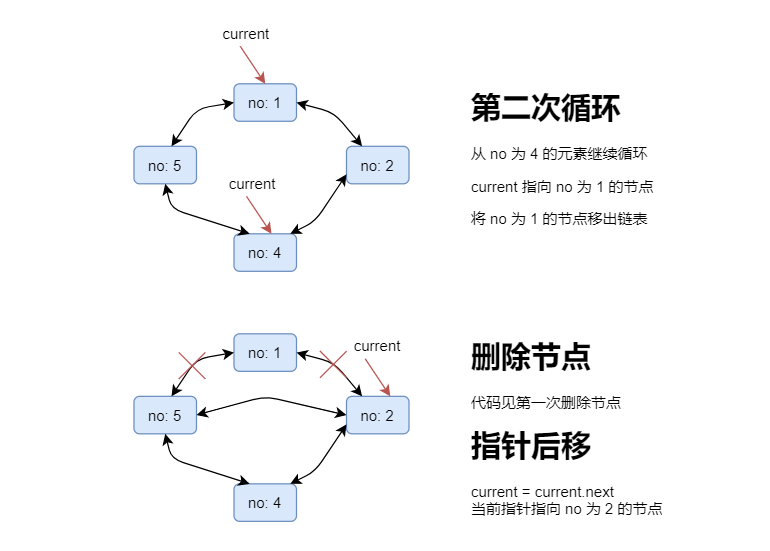 current
no: 1
第二次循环
no: 5
no: 2
从 no 为 4 的元素继续循环
current
current 指向 no 为 1 的节点
将 no 为 1 的节点移出链表
no: 4
no: 1
current
删除节点
no: 5
no: 2
代码见第一次删除节点
指针后移
no: 4
current = current.next
当前指针指向 no 为 2 的节点